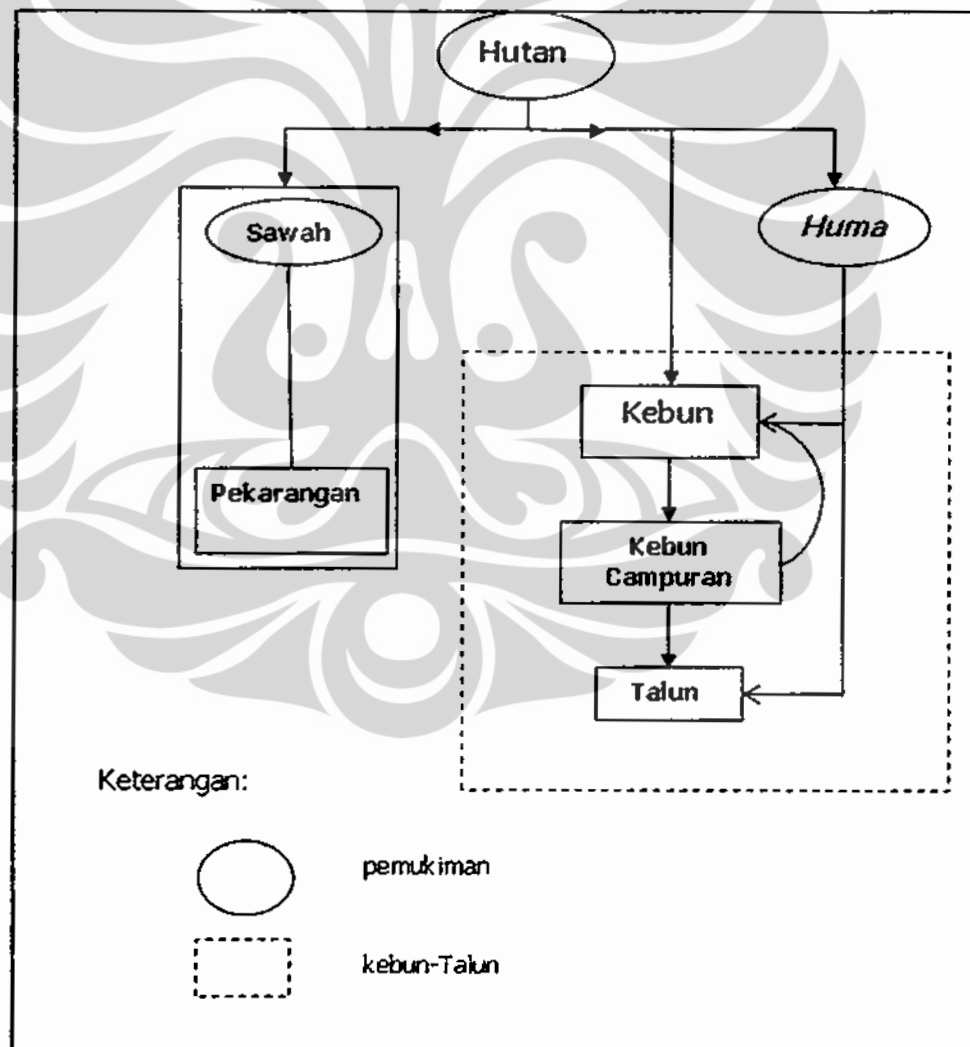 Hutan
Sawah
Huma
Kebun
Pekarangan
Kebun
Campuran
Talun
Keterangan:
pemukiman
kebun-Talun